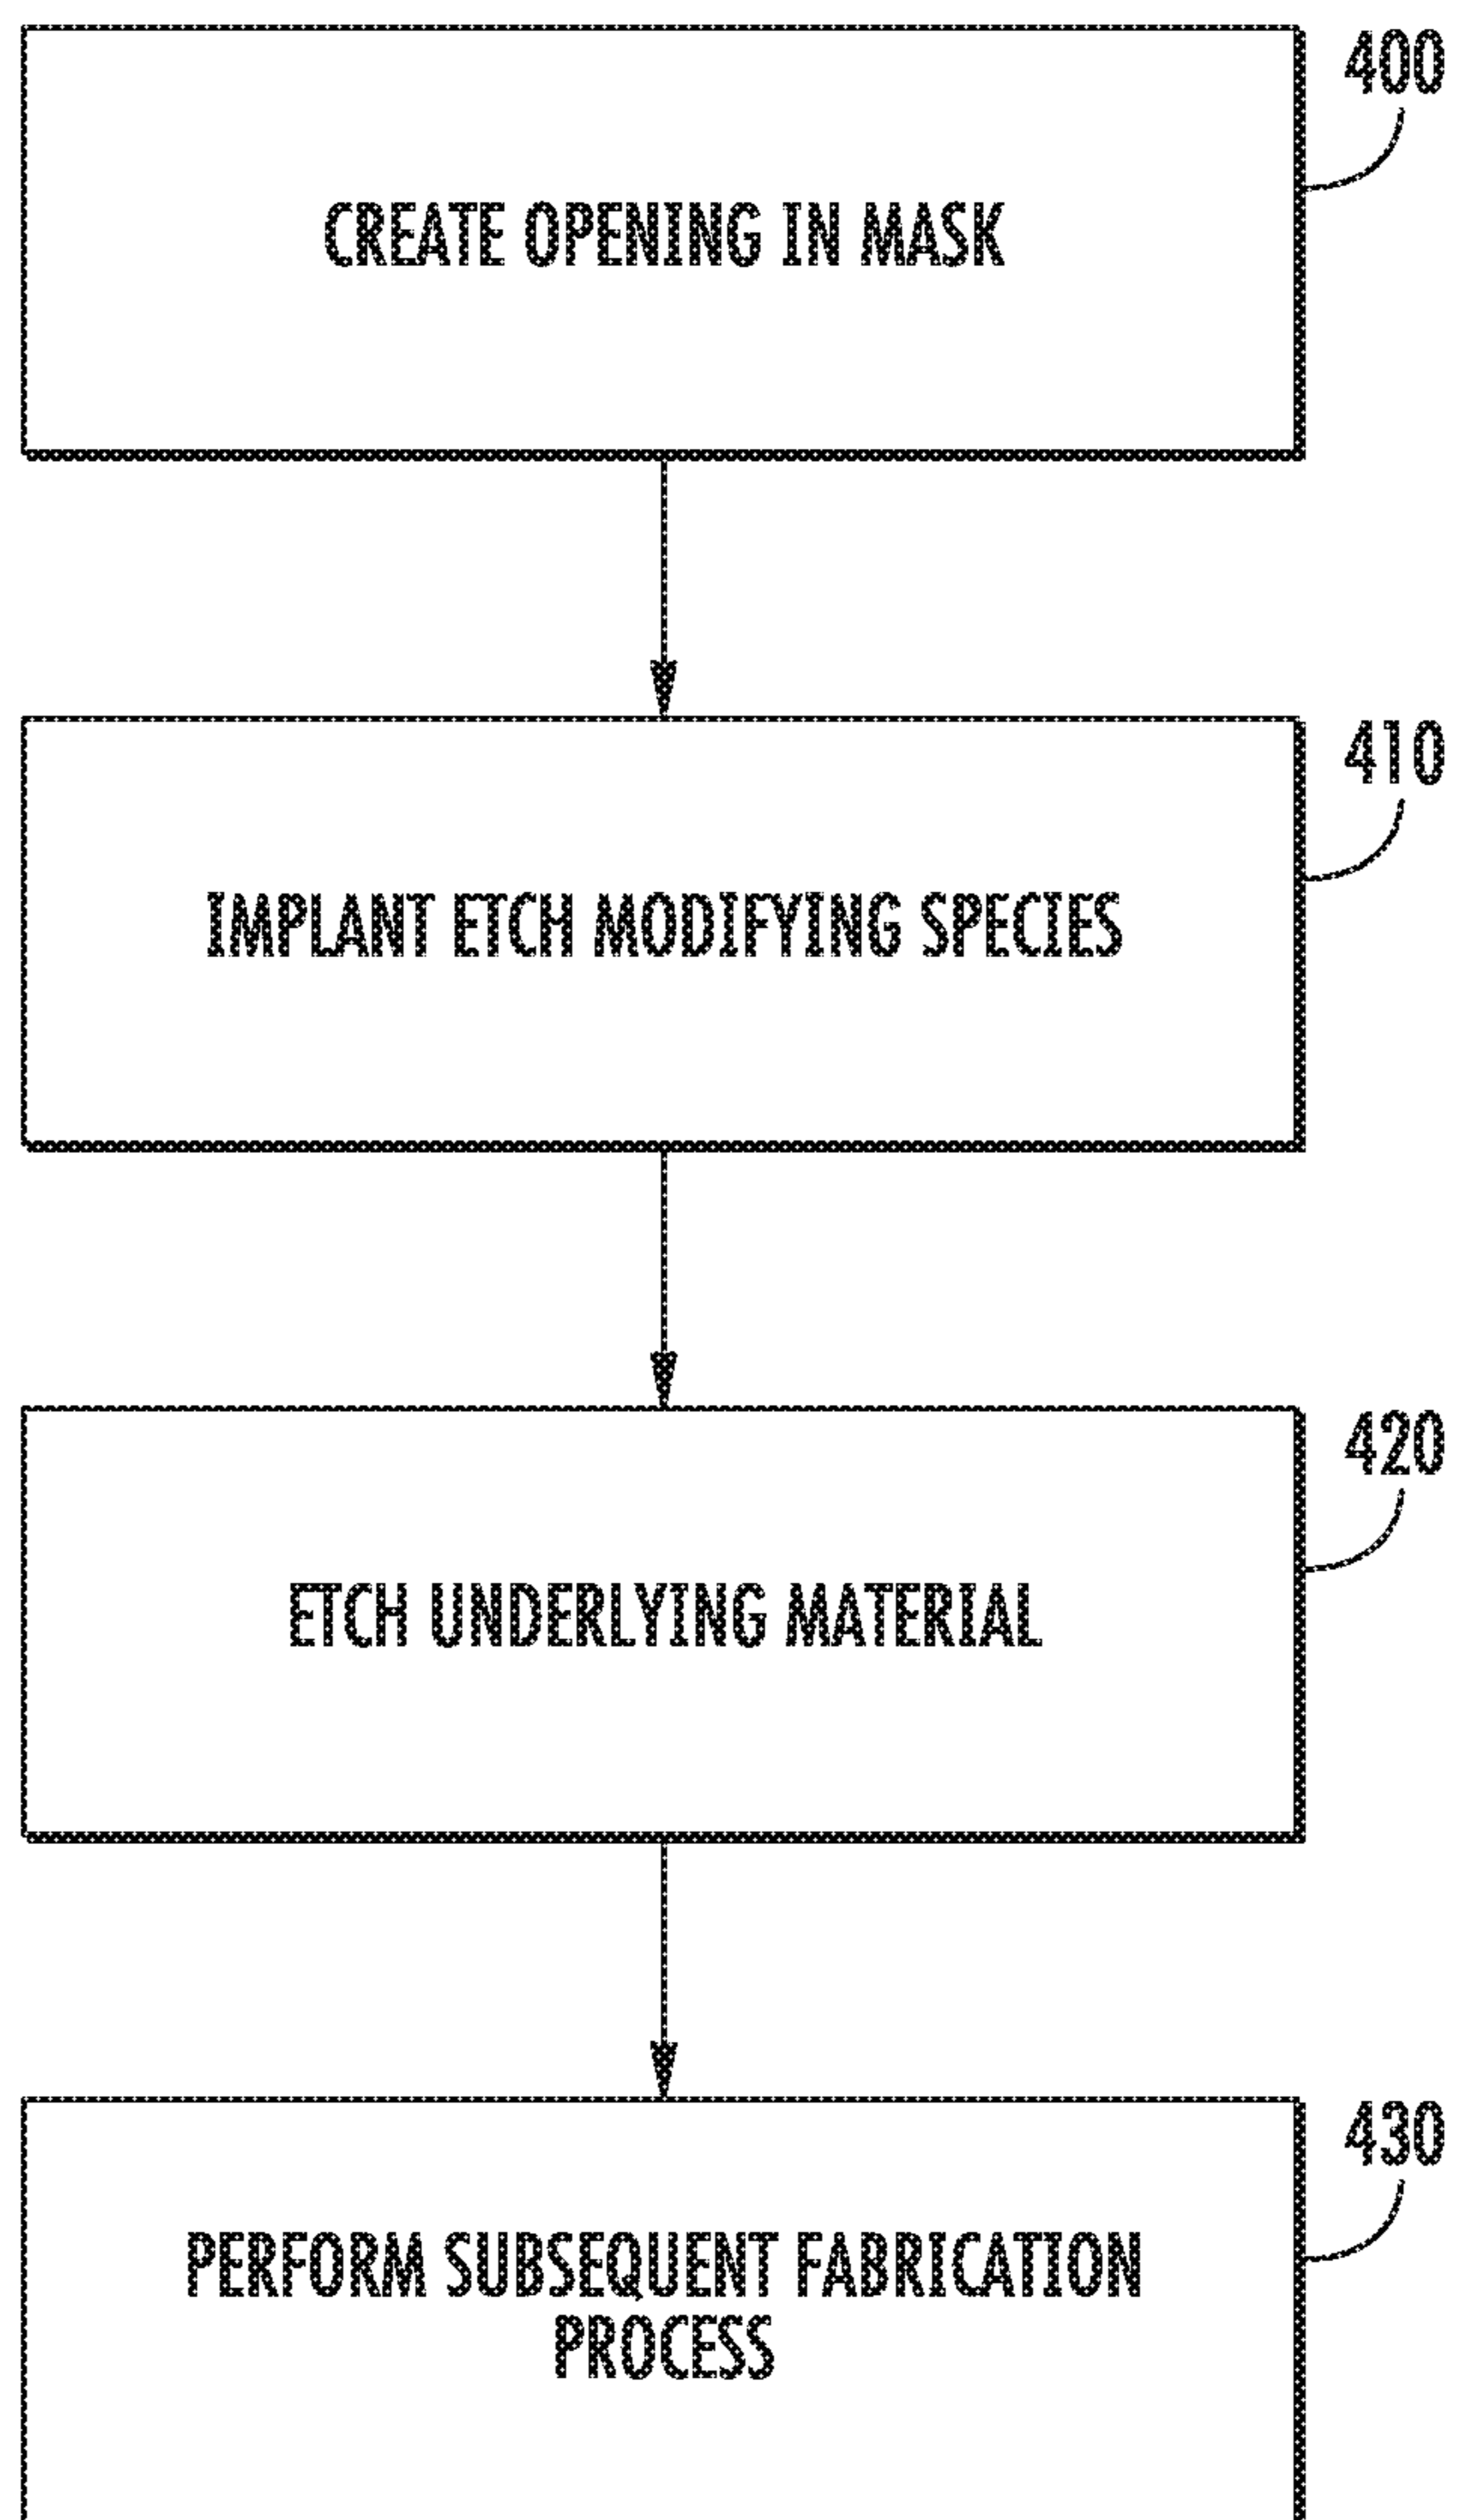 400
CREATE OPENING IN MASK
410
IMPLANT ETCH MODIFYING SPECIES
420
ETCH UNDERLYING MATERIAL
430
PERFORM SUBSEQUENT FABRICATION
PROCESS